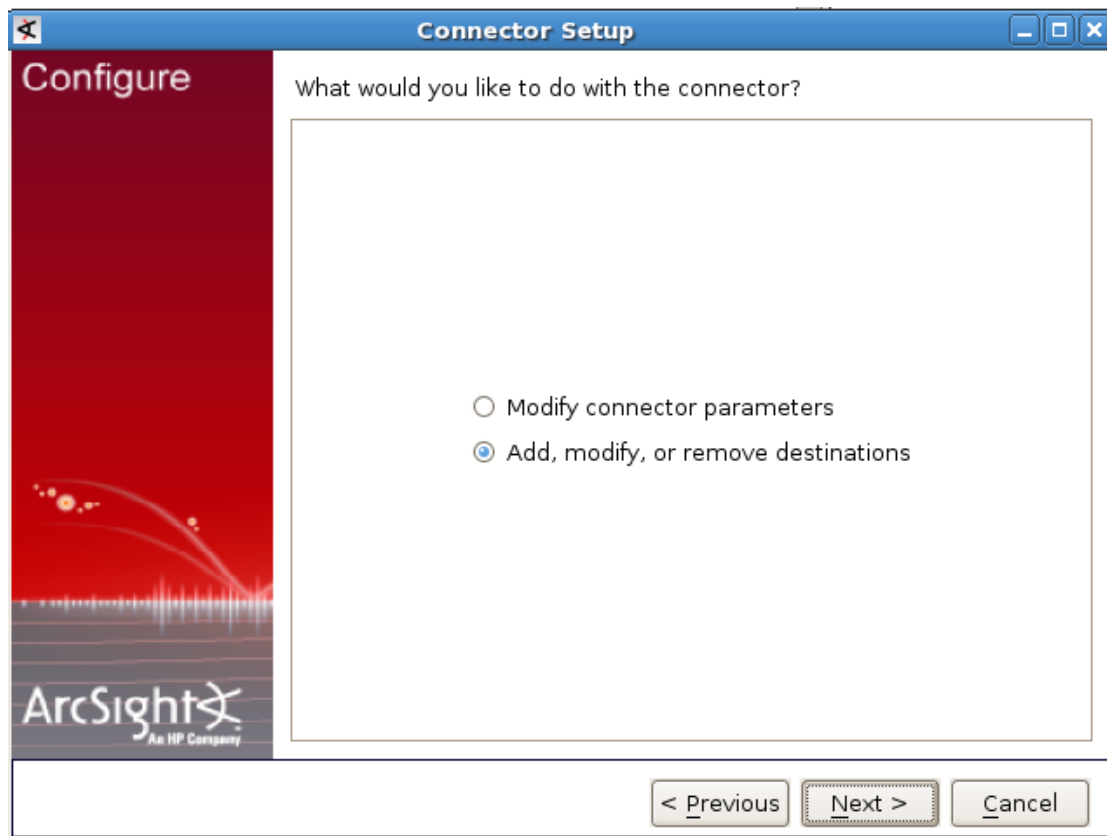 Connector Setup
Configure
What would you like to do with the connector?
Modify connector parameters
Add, modify, or remove destinations
ArcSight
An HP Company
< Previous
Next >
Cancel